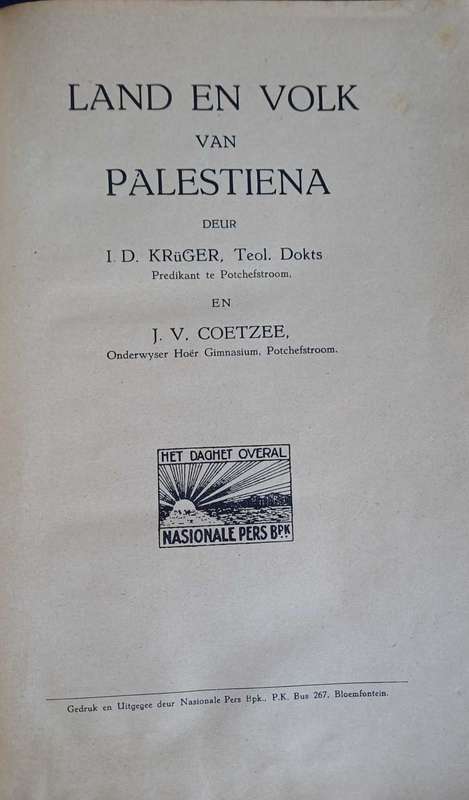 LAND EN VOLK
VAN
PALESTIENA
DEUR
I. D. KRüGER, Teol. Dokts
Predikant te Potchefstroom,
EN
J. V. COETZEE,
Onderwyser Hoër Gimnasium, Potchefstroom.
HET DAGHET OVERAL
NASIONALE PERS BPK
Gedruk en Uitgegee deur Nasionale Pers Bpk., P.K. Bus 267, Bloemfontein.